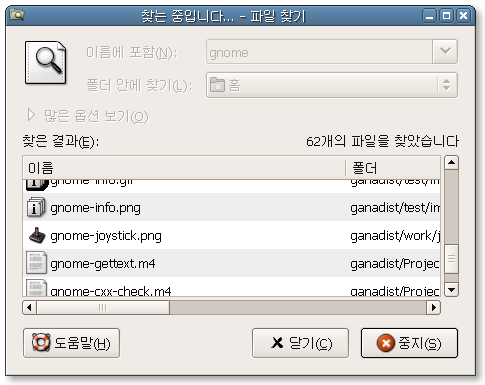 찾는 중입니다... - 파일 찾기
이름에 포함(N): gnome
폴더 안에 찾기(L): 홈
많은 옵션 보기(O)
찾은 결과(E): 62개의 파일을 찾았습니다
이름 폴더
gnome-info.gif ganadist/test/im
gnome-info.png ganadist/test/im
gnome-joystick.png ganadist/work/j
gnome-gettext.m4 ganadist/Projec
gnome-cxx-check.m4 ganadist/Projec
도움말(H) 닫기(C) 중지(S)